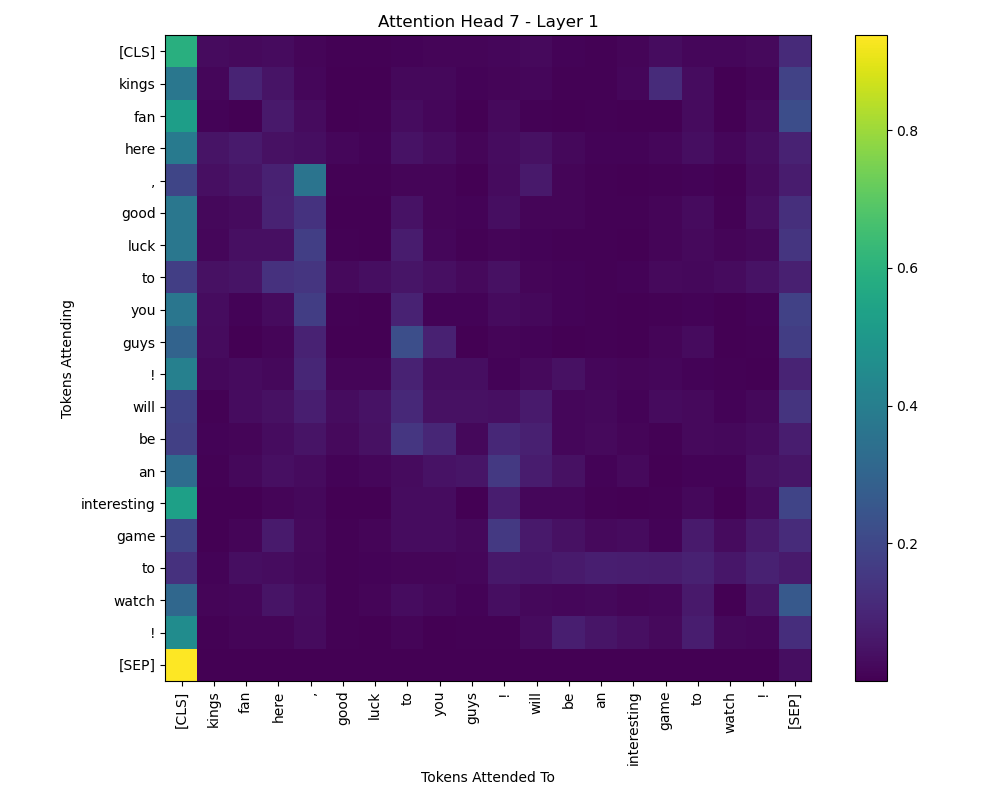 Attention Head 7 - Layer 1
Tokens Attending
[CLS]
kings
fan
here
,
good
luck
to
you
guys
!
will
be
an
interesting
game
to
watch
!
[SEP]
[CLS]
kings
fan
here
,
good
luck
to
you
guys
!
will
be
an
interesting
game
to
watch
!
[SEP]
Tokens Attended To
0.8
0.6
0.4
0.2